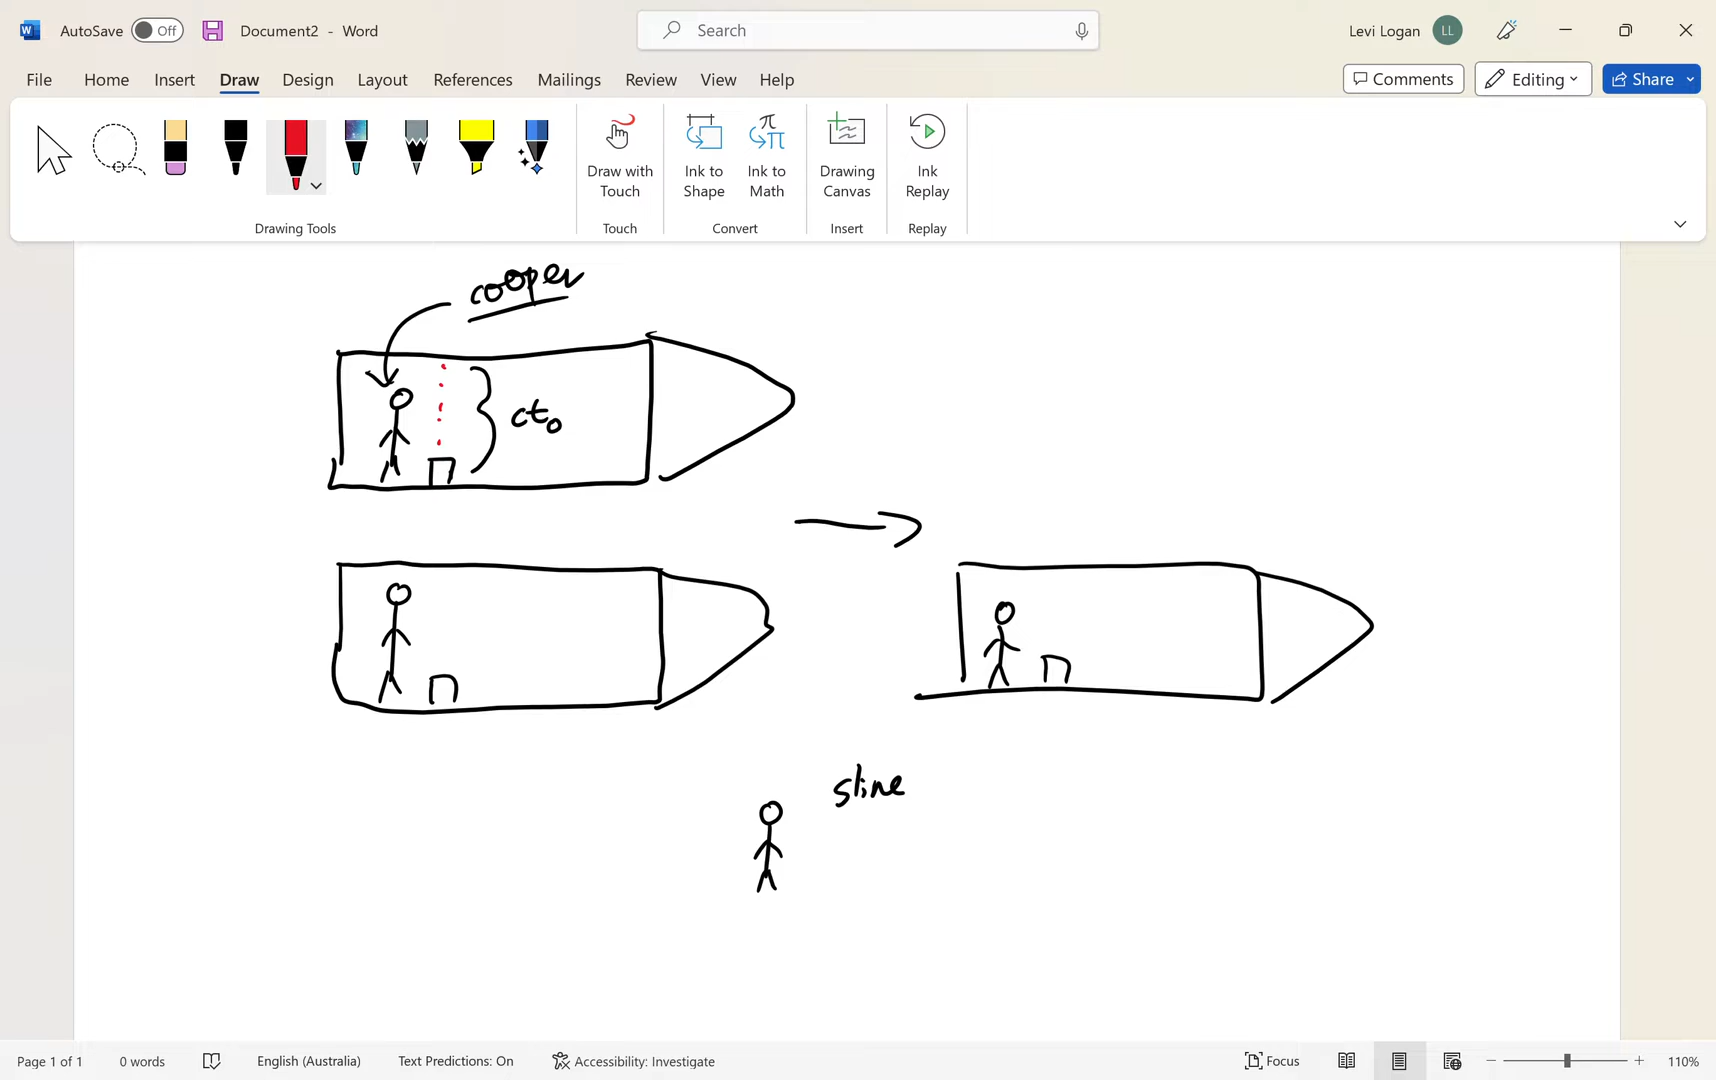 AutoSave Off Document2 - Word Search Levi Logan LL
File Home Insert Draw Design Layout References Mailings Review View Help Comments Editing Share
Draw with Touch
Ink to Shape
Ink to Math
Drawing Canvas
Ink Replay
Drawing Tools Touch Convert Insert Replay
cooper
ct₀
sline
Page 1 of 1 0 words English (Australia) Text Predictions: On Accessibility: Investigate Focus 110%